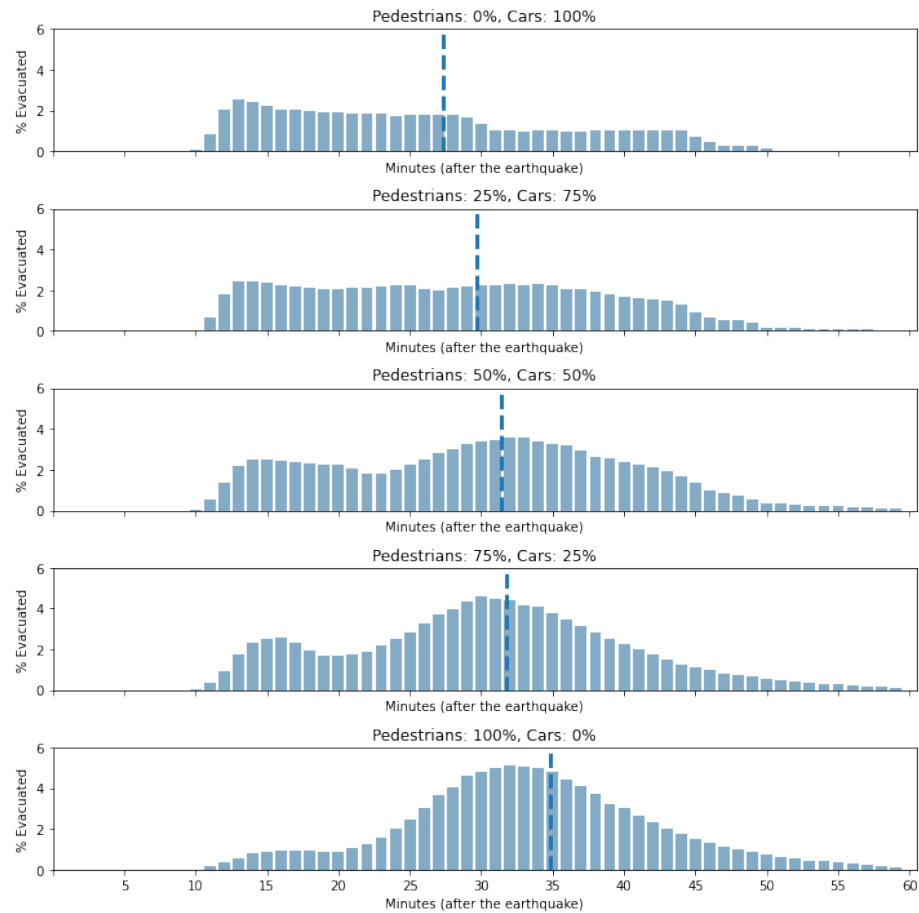 Pedestrians: 0%, Cars: 100%
6
4
2
0
% Evacuated
Minutes (after the earthquake)
Pedestrians: 25%, Cars: 75%
6
4
2
0
% Evacuated
Minutes (after the earthquake)
Pedestrians: 50%, Cars: 50%
6
4
2
0
% Evacuated
Minutes (after the earthquake)
Pedestrians: 75%, Cars: 25%
6
4
2
0
% Evacuated
Minutes (after the earthquake)
Pedestrians: 100%, Cars: 0%
6
4
2
0
% Evacuated
5 10 15 20 25 30 35 40 45 50 55 60
Minutes (after the earthquake)